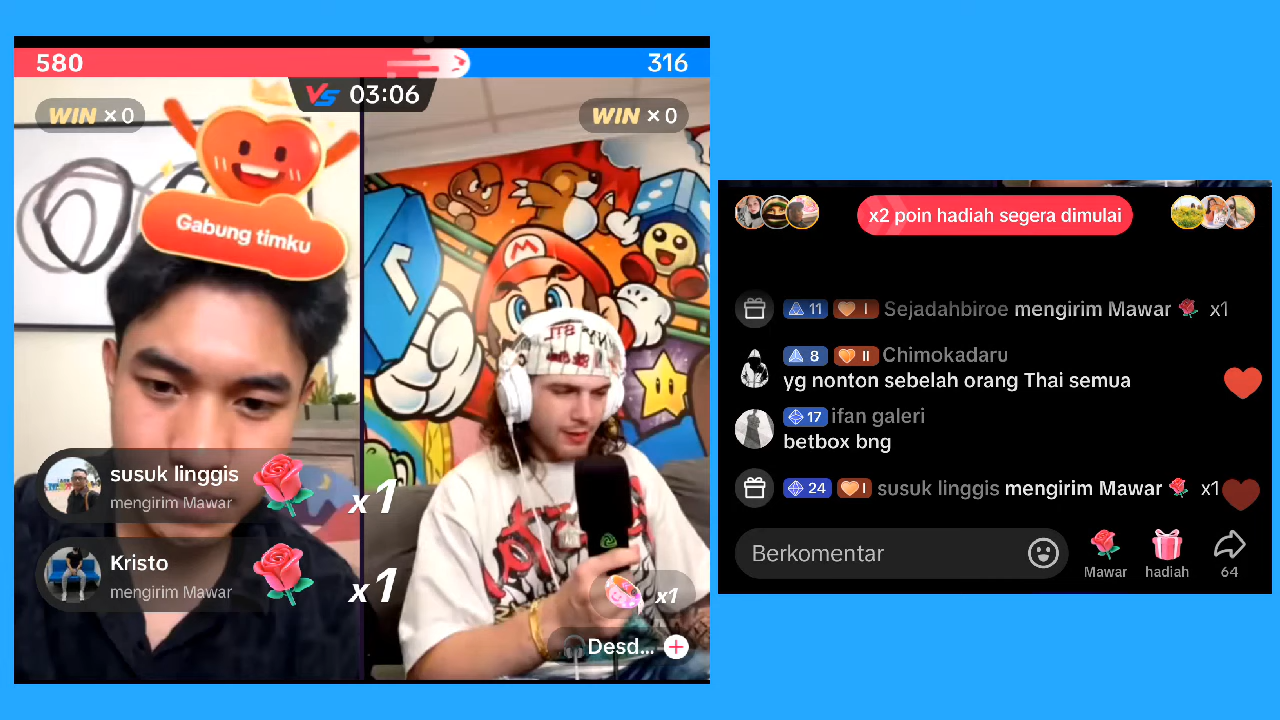 580
316
VS 03:06
WIN × 0
WIN × 0
Gabung timku
susuk linggis
mengirim Mawar
x1
Kristo
mengirim Mawar
x1
x1
Desd...
x2 poin hadiah segera dimulai
11 I Sejadahbiroe mengirim Mawar x1
8 II Chimokadaru
yg nonton sebelah orang Thai semua
17 ifan galeri
betbox bng
24 I susuk linggis mengirim Mawar x1
Berkomentar
Mawar
hadiah
64